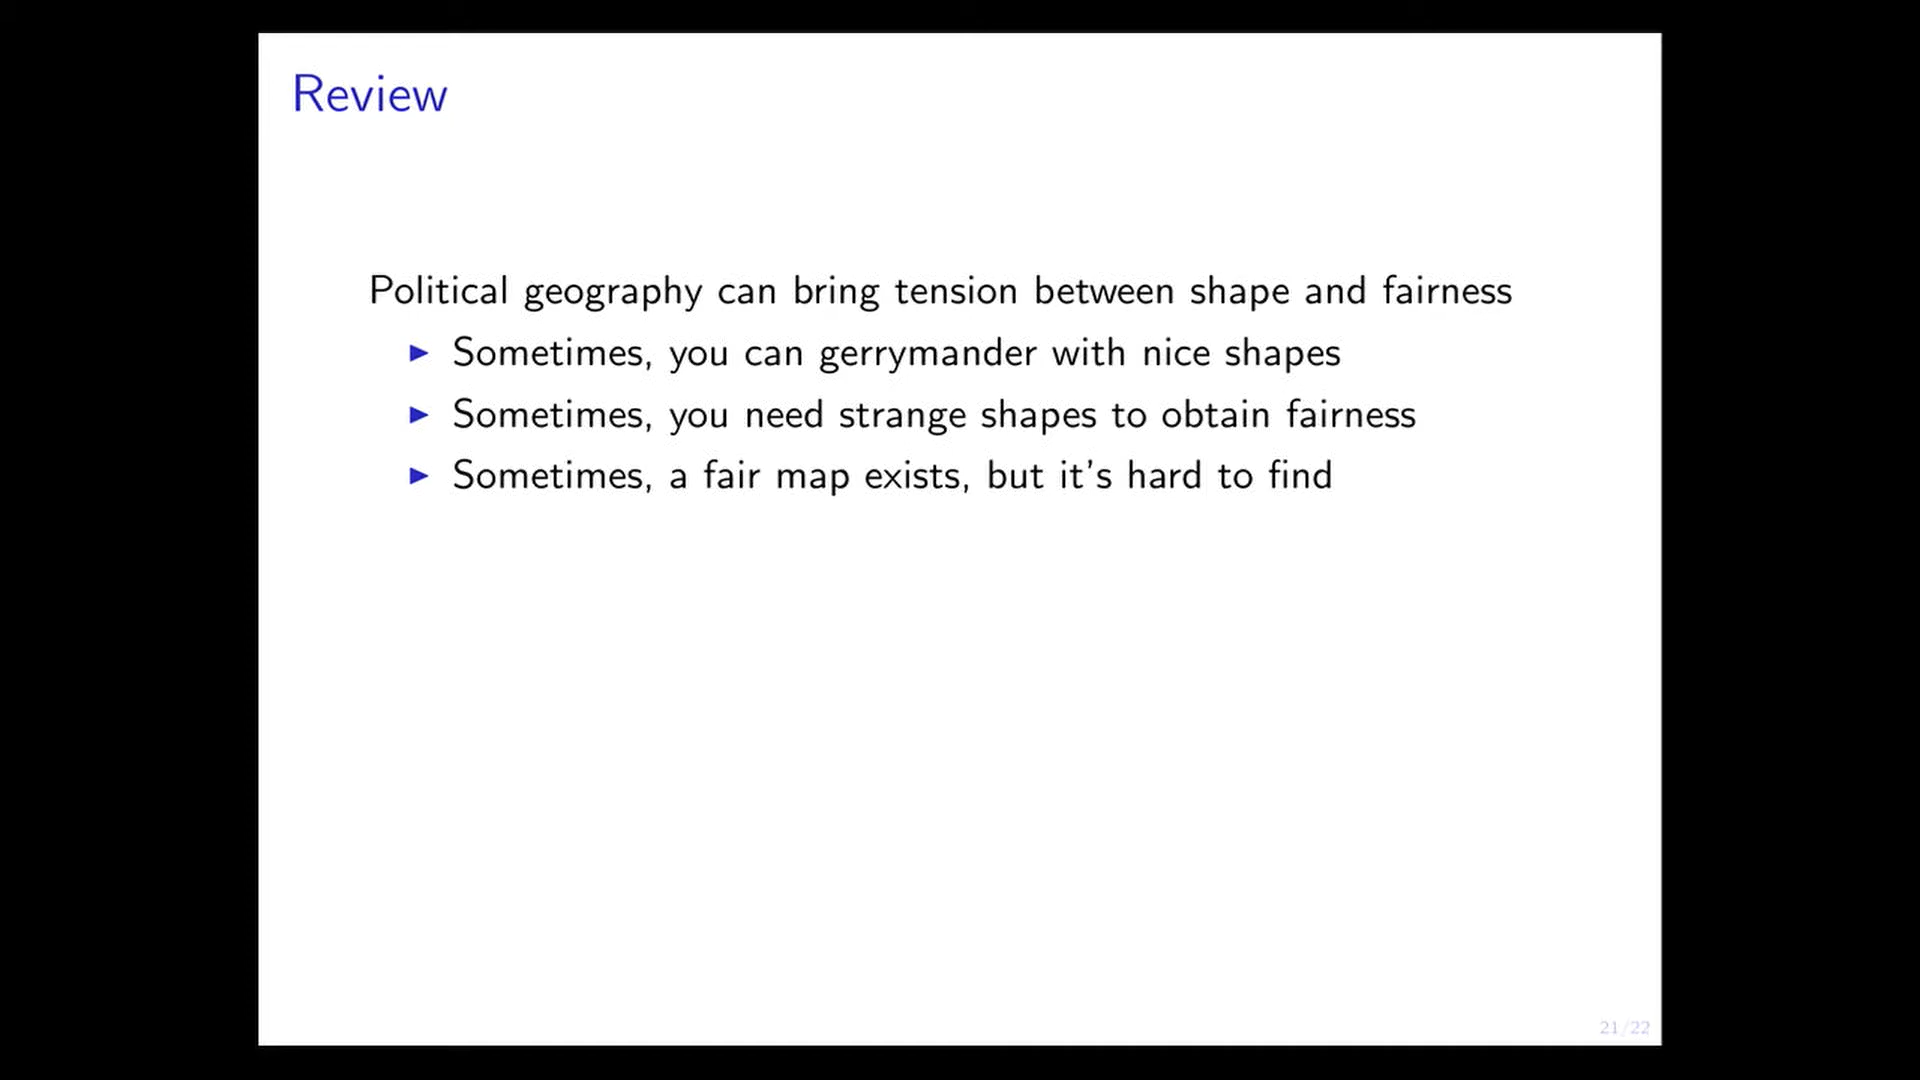 Review
Political geography can bring tension between shape and fairness
▶ Sometimes, you can gerrymander with nice shapes
▶ Sometimes, you need strange shapes to obtain fairness
▶ Sometimes, a fair map exists, but it's hard to find
21/22